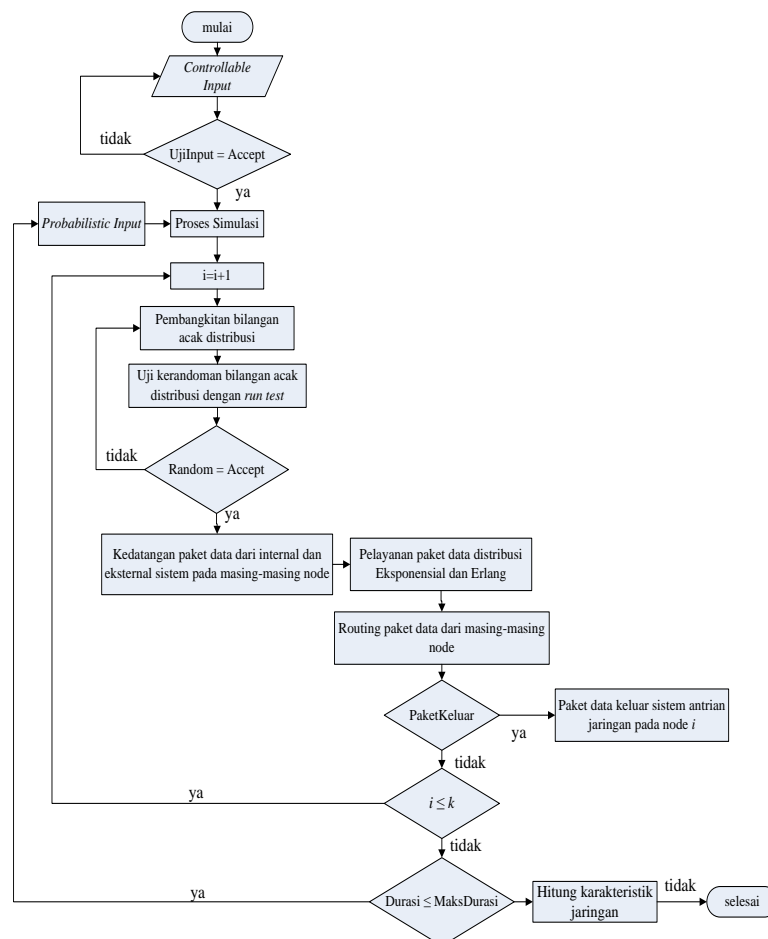 mulai
Controllable
Input
tidak
UjiInput = Accept
ya
Probabilistic Input
Proses Simulasi
i=i+1
Pembangkitan bilangan
acak distribusi
Uji kerandoman bilangan acak
distribusi dengan run test
tidak
Random = Accept
ya
Kedatangan paket data dari internal dan
eksternal sistem pada masing-masing node
Pelayanan paket data distribusi
Eksponensial dan Erlang
Routing paket data dari masing-masing
node
PaketKeluar
ya
Paket data keluar sistem antrian
jaringan pada node i
tidak
ya
i ≤ k
tidak
ya
Durasi ≤ MaksDurasi
Hitung karakteristik
jaringan
tidak
selesai